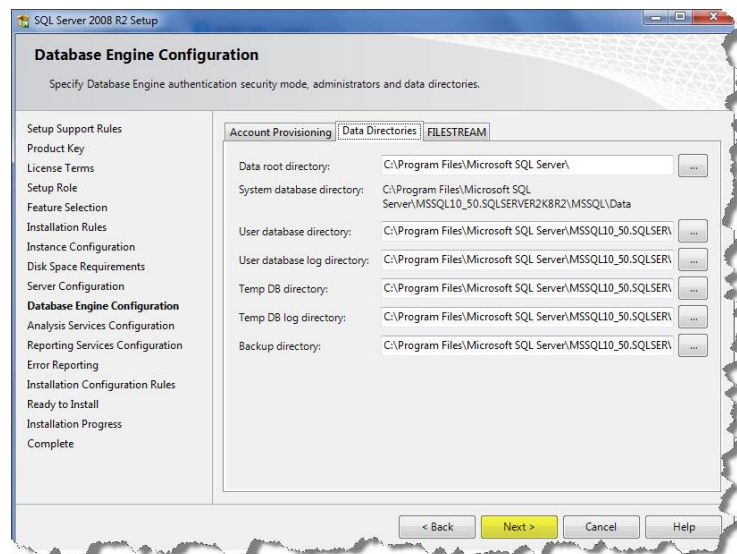 SQL Server 2008 R2 Setup
Database Engine Configuration
Specify Database Engine authentication security mode, administrators and data directories.
Setup Support Rules
Product Key
License Terms
Setup Role
Feature Selection
Installation Rules
Instance Configuration
Disk Space Requirements
Server Configuration
Database Engine Configuration
Analysis Services Configuration
Reporting Services Configuration
Error Reporting
Installation Configuration Rules
Ready to Install
Installation Progress
Complete
Account Provisioning Data Directories FILESTREAM
Data root directory: C:\Program Files\Microsoft SQL Server\ ...
System database directory: C:\Program Files\Microsoft SQL
Server\MSSQL10_50.SQLSERVER2K8R2\MSSQL\Data
User database directory: C:\Program Files\Microsoft SQL Server\MSSQL10_50.SQLSER\ ...
User database log directory: C:\Program Files\Microsoft SQL Server\MSSQL10_50.SQLSER\ ...
Temp DB directory: C:\Program Files\Microsoft SQL Server\MSSQL10_50.SQLSER\ ...
Temp DB log directory: C:\Program Files\Microsoft SQL Server\MSSQL10_50.SQLSER\ ...
Backup directory: C:\Program Files\Microsoft SQL Server\MSSQL10_50.SQLSER\ ...
< Back Next > Cancel Help